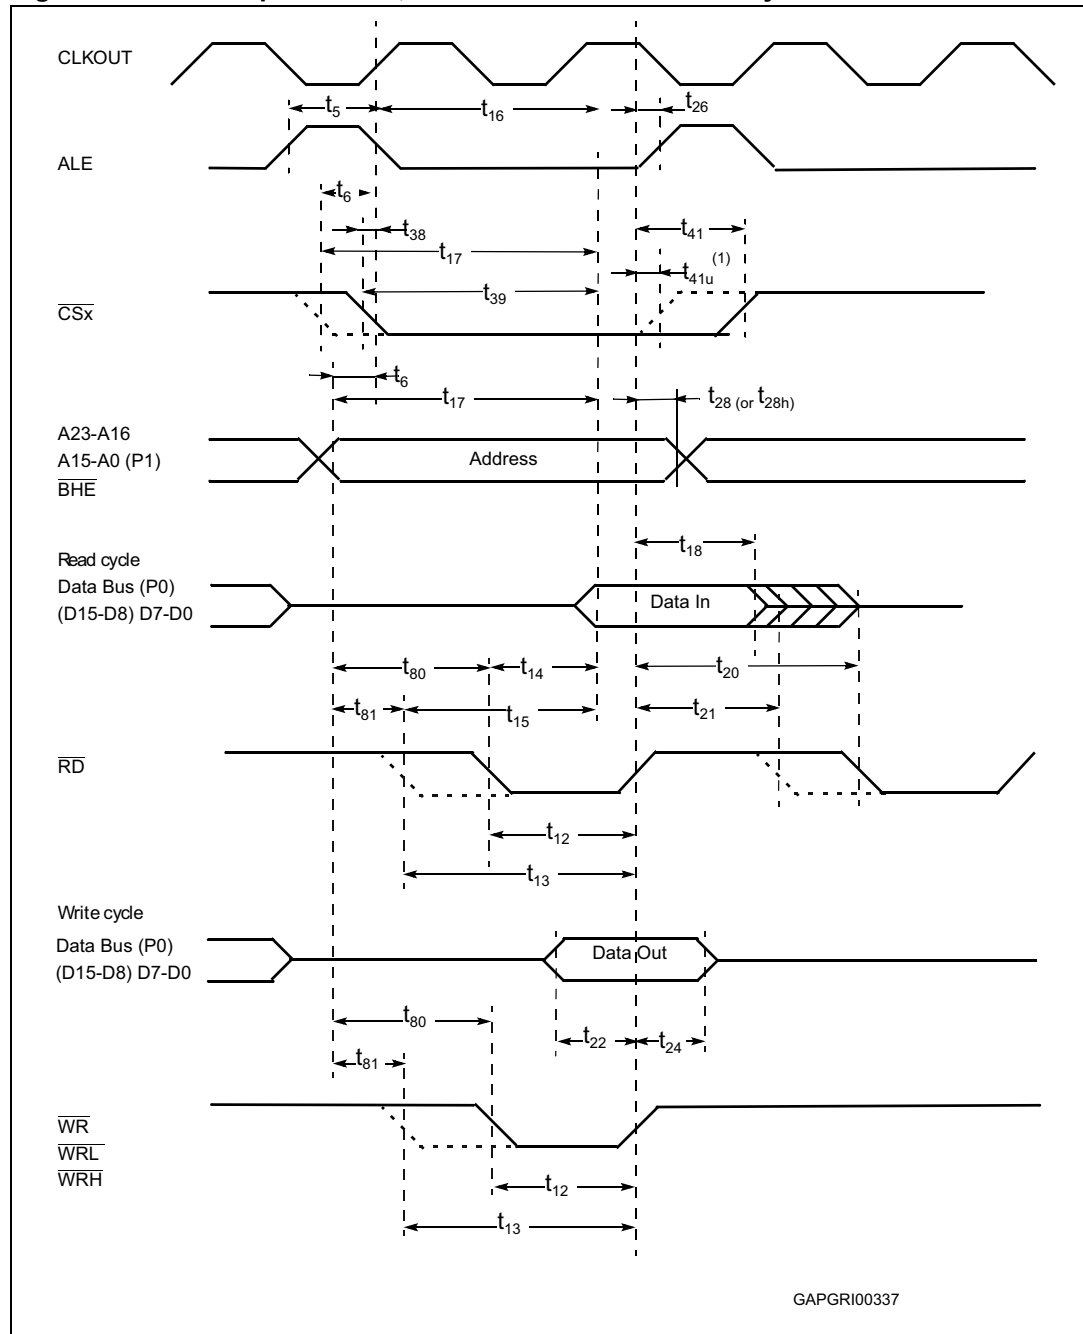 CLKOUT
t5 t16 t26
ALE
t6
t38
t17 t41
t41u (1)
t39
CSx
t6
t17 t28 (or t28h)
A23-A16
A15-A0 (P1) Address
BHE
t18
Read cycle
Data Bus (P0) Data In
(D15-D8) D7-D0
t80 t14 t20
t81 t15 t21
RD
t12
t13
Write cycle
Data Bus (P0) Data Out
(D15-D8) D7-D0
t80
t22 t24
t81
WR
WRL
WRH
t12
t13
GAPGRI00337